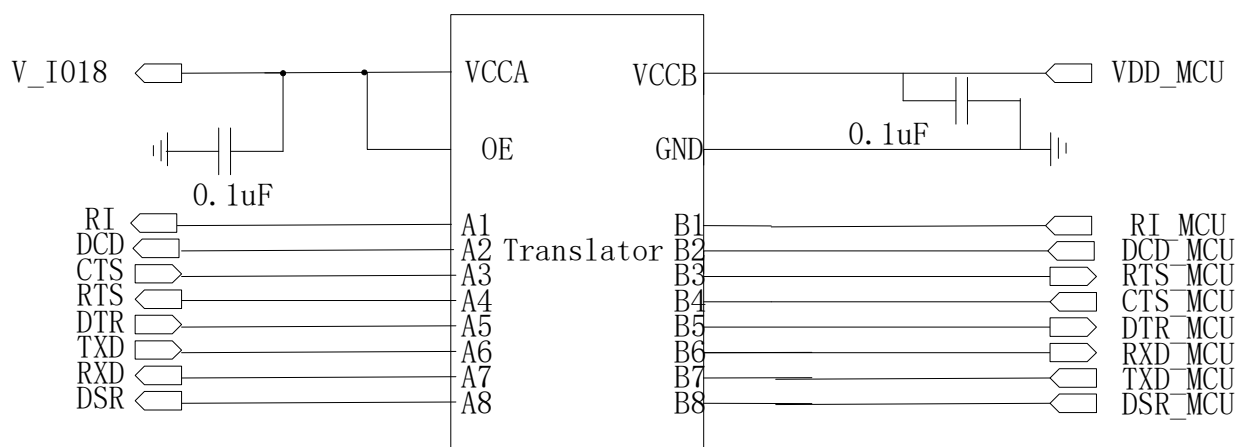 V_IO18 VCCA VCCB VDD_MCU
0.1uF
OE GND
0.1uF
RI A1 B1 RI_MCU
DCD A2 Translator B2 DCD_MCU
CTS A3 B3 RTS_MCU
RTS A4 B4 CTS_MCU
DTR A5 B5 DTR_MCU
TXD A6 B6 RXD_MCU
RXD A7 B7 TXD_MCU
DSR A8 B8 DSR_MCU